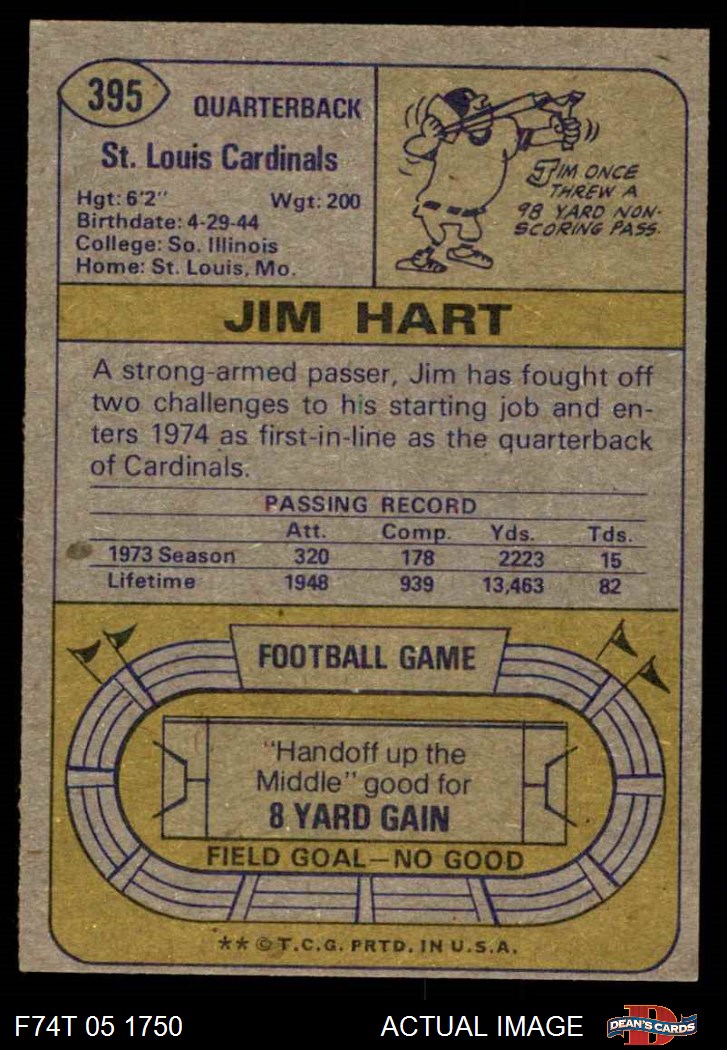 395
QUARTERBACK
St. Louis Cardinals
Hgt: 6'2" Wgt: 200
Birthdate: 4-29-44
College: So. Illinois
Home: St. Louis, Mo.
JIM ONCE
THREW A
98 YARD NON-
SCORING PASS.
JIM HART
A strong-armed passer, Jim has fought off
two challenges to his starting job and en-
ters 1974 as first-in-line as the quarterback
of Cardinals.
PASSING RECORD
Att. Comp. Yds. Tds.
1973 Season 320 178 2223 15
Lifetime 1948 939 13,463 82
FOOTBALL GAME
"Handoff up the
Middle" good for
8 YARD GAIN
FIELD GOAL—NO GOOD
** © T.C.G. PRTD. IN U.S.A.
F74T 05 1750 ACTUAL IMAGE
D
DEAN'S CARDS